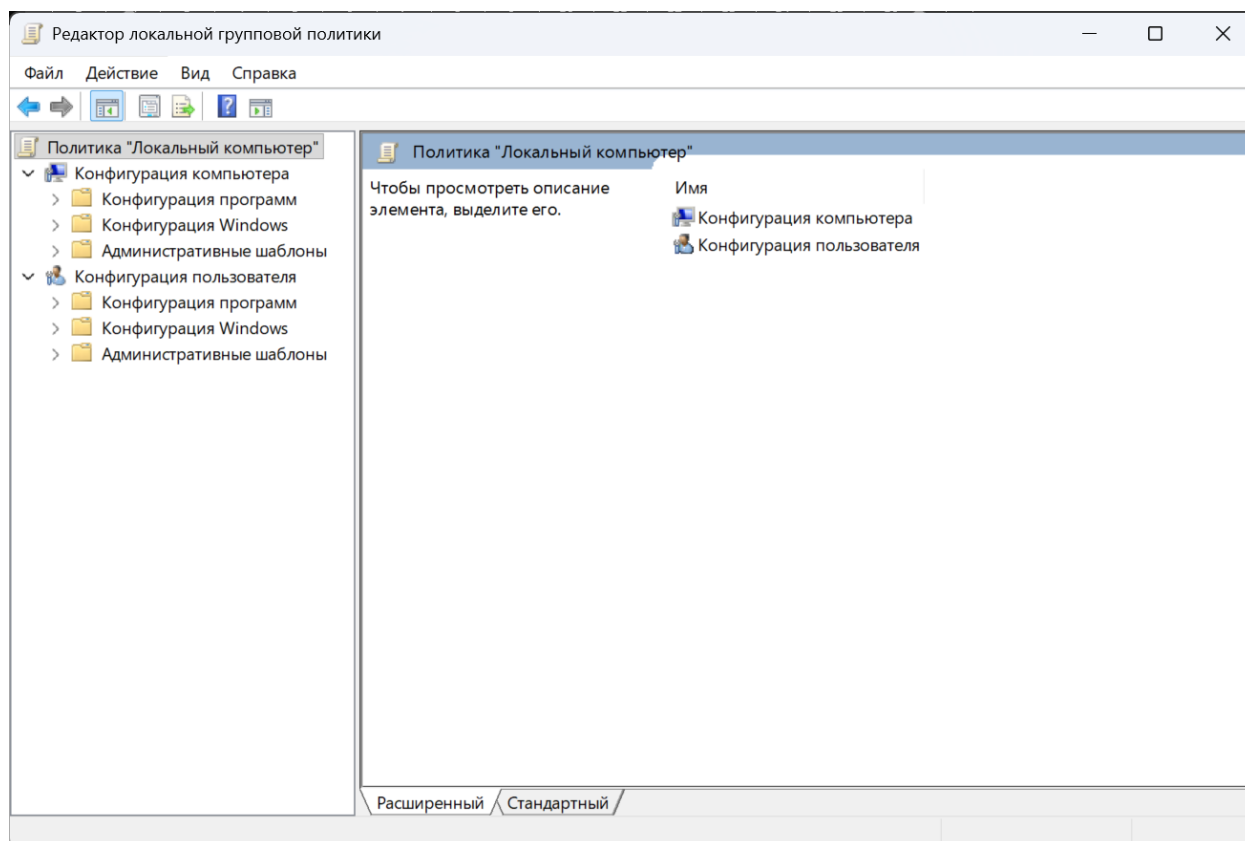 Редактор локальной групповой политики
Файл Действие Вид Справка
Политика "Локальный компьютер"
Конфигурация компьютера
Конфигурация программ
Конфигурация Windows
Административные шаблоны
Конфигурация пользователя
Конфигурация программ
Конфигурация Windows
Административные шаблоны
Политика "Локальный компьютер"
Чтобы просмотреть описание
элемента, выделите его.
Имя
Конфигурация компьютера
Конфигурация пользователя
Расширенный Стандартный